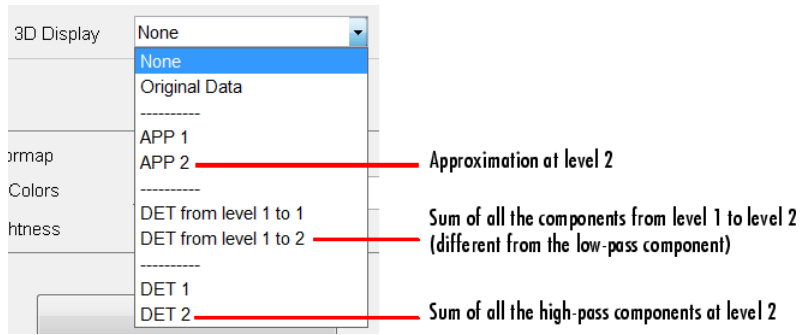 3D Display None
None
Original Data
----------
APP 1
ormap
APP 2 Approximation at level 2
Colors
----------
DET from level 1 to 1
Sum of all the components from level 1 to level 2
htness
DET from level 1 to 2 (different from the low-pass component)
----------
DET 1
DET 2 Sum of all the high-pass components at level 2